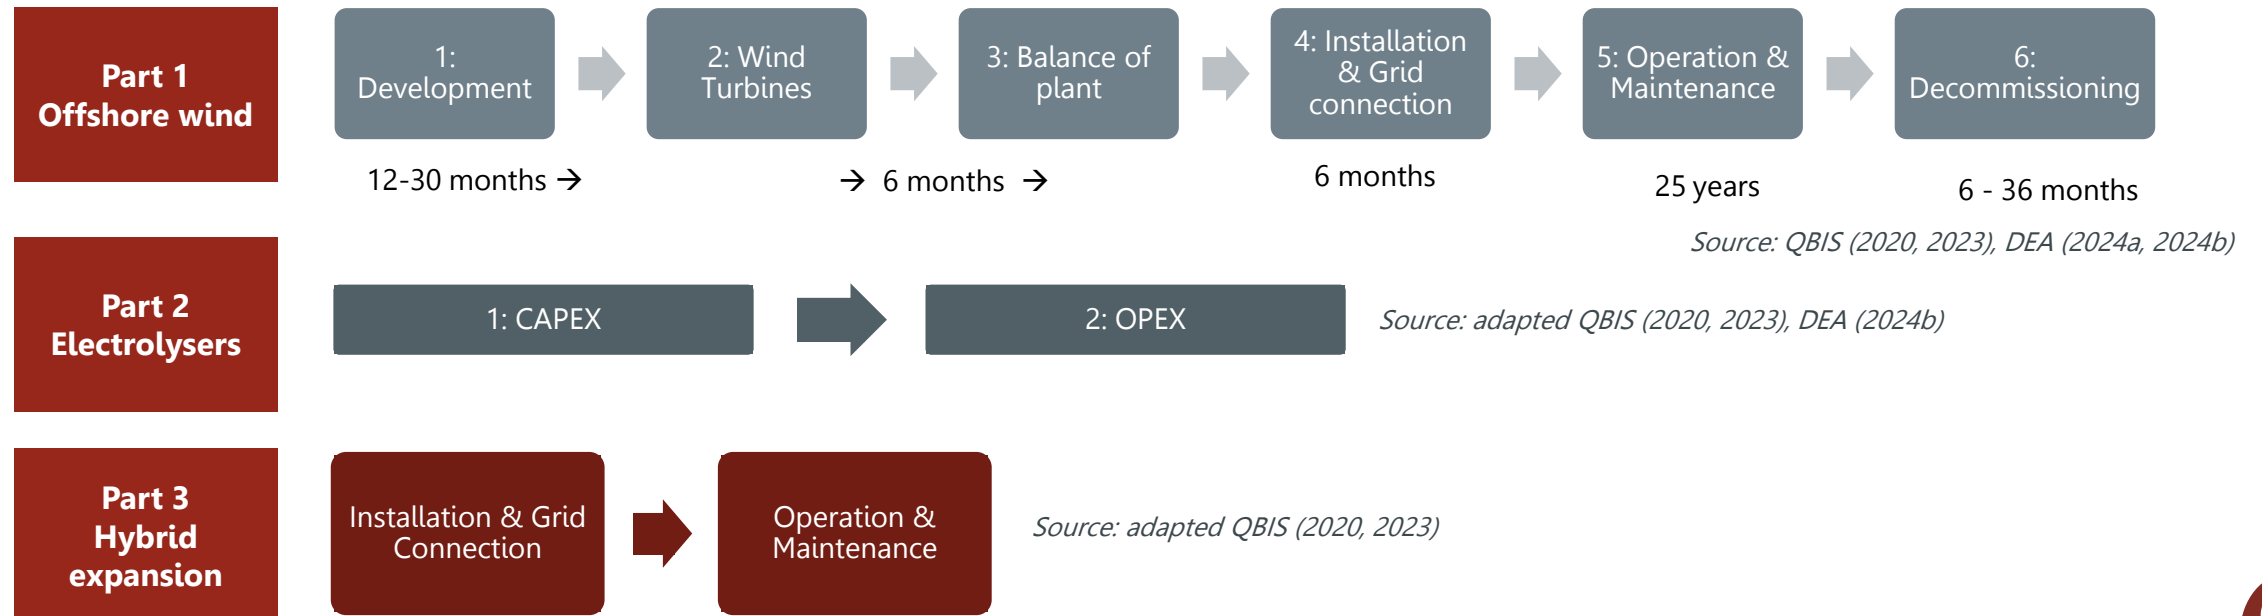 Part 1
Offshore wind
1:
Development
2: Wind
Turbines
3: Balance of
plant
4: Installation
& Grid
connection
5: Operation &
Maintenance
6:
Decommissioning
12-30 months →
→ 6 months →
6 months
25 years
6 - 36 months
Source: QBIS (2020, 2023), DEA (2024a, 2024b)
Part 2
Electrolysers
1: CAPEX
2: OPEX
Source: adapted QBIS (2020, 2023), DEA (2024b)
Part 3
Hybrid
expansion
Installation & Grid
Connection
Operation &
Maintenance
Source: adapted QBIS (2020, 2023)